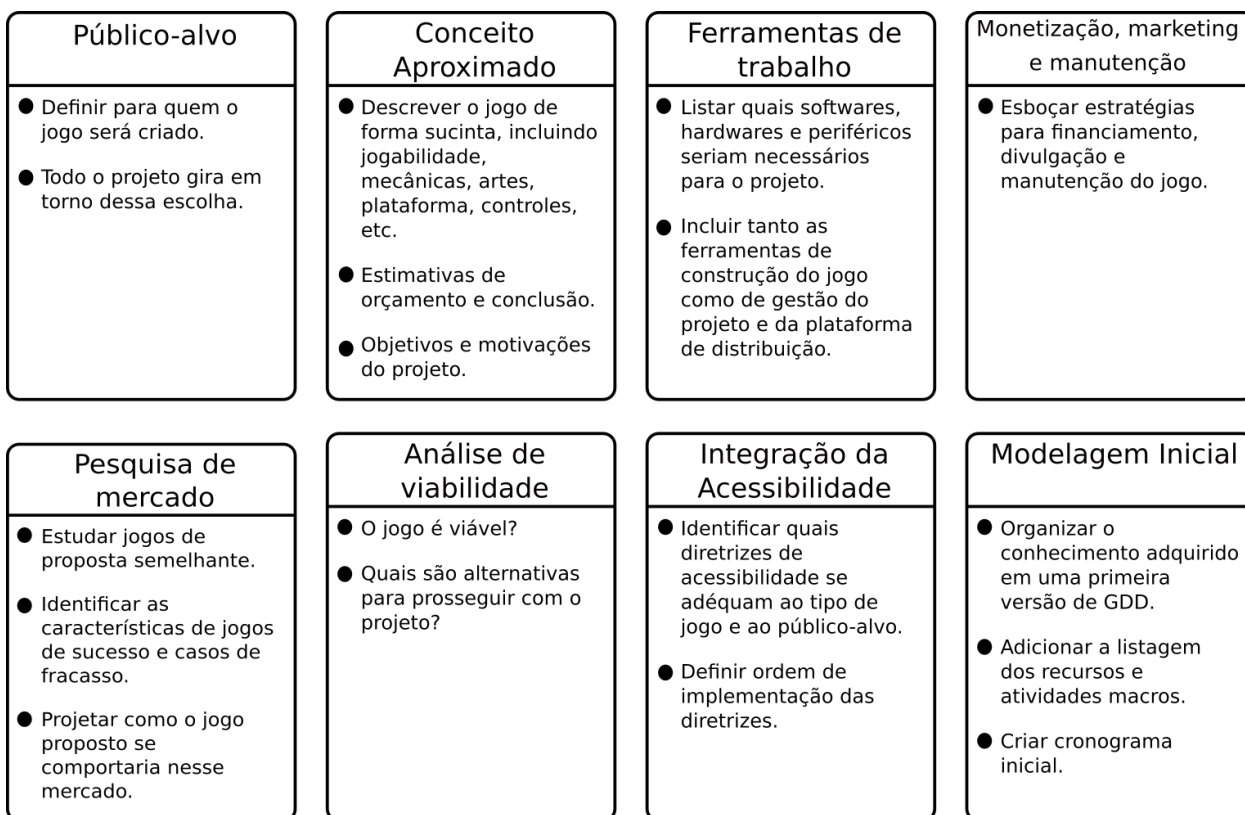 Público-alvo
● Definir para quem o
jogo será criado.
● Todo o projeto gira em
torno dessa escolha.
Conceito
Aproximado
● Descrever o jogo de
forma sucinta, incluindo
jogabilidade,
mecânicas, artes,
plataforma, controles,
etc.
● Estimativas de
orçamento e conclusão.
● Objetivos e motivações
do projeto.
Ferramentas de
trabalho
● Listar quais softwares,
hardwares e periféricos
seriam necessários
para o projeto.
● Incluir tanto as
ferramentas de
construção do jogo
como de gestão do
projeto e da plataforma
de distribuição.
Monetização, marketing
e manutenção
● Esboçar estratégias
para financiamento,
divulgação e
manutenção do jogo.
Pesquisa de
mercado
● Estudar jogos de
proposta semelhante.
● Identificar as
características de jogos
de sucesso e casos de
fracasso.
● Projetar como o jogo
proposto se
comportaria nesse
mercado.
Análise de
viabilidade
● O jogo é viável?
● Quais são alternativas
para prosseguir com o
projeto?
Integração da
Acessibilidade
● Identificar quais
diretrizes de
acessibilidade se
adéquam ao tipo de
jogo e ao público-alvo.
● Definir ordem de
implementação das
diretrizes.
Modelagem Inicial
● Organizar o
conhecimento adquirido
em uma primeira
versão de GDD.
● Adicionar a listagem
dos recursos e
atividades macros.
● Criar cronograma
inicial.